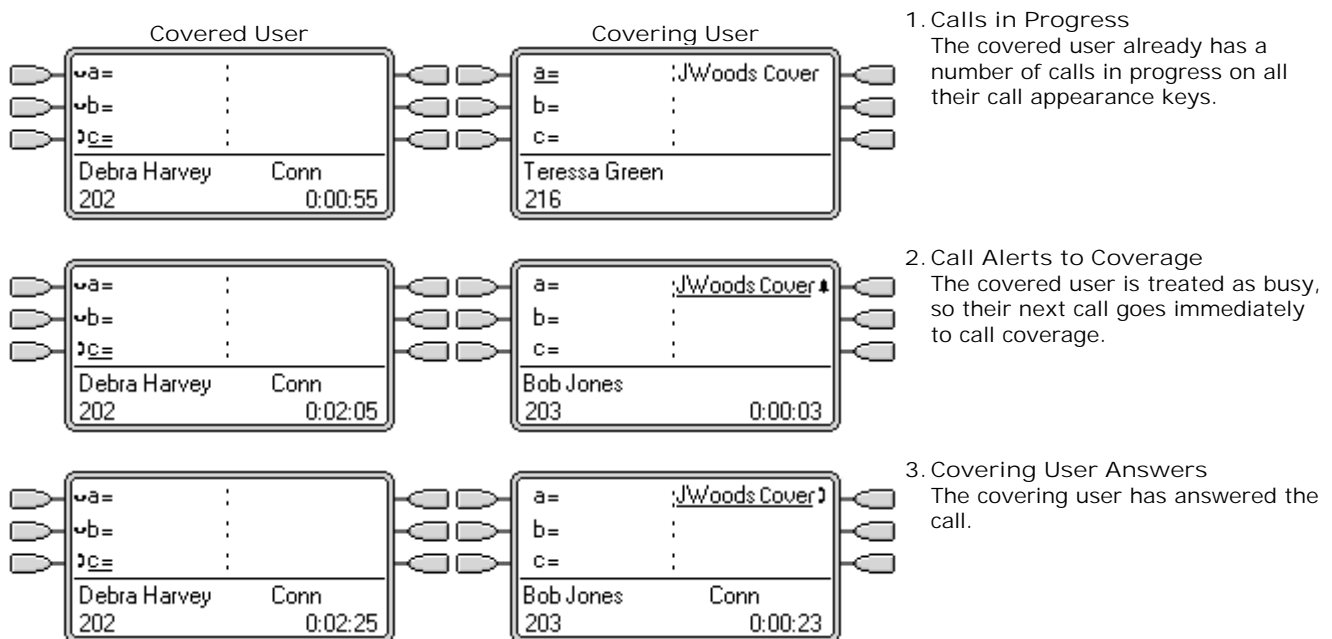 Covered User
Covering User
1. Calls in Progress
The covered user already has a
number of calls in progress on all
their call appearance keys.
a=
b=
c=
Debra Harvey Conn
202 0:00:55
a= JWoods Cover
b=
c=
Teressa Green
216
2. Call Alerts to Coverage
The covered user is treated as busy,
so their next call goes immediately
to call coverage.
a=
b=
c=
Debra Harvey Conn
202 0:02:05
a= JWoods Cover
b=
c=
Bob Jones
203 0:00:03
3. Covering User Answers
The covering user has answered the
call.
a=
b=
c=
Debra Harvey Conn
202 0:02:25
a= JWoods Cover
b=
c=
Bob Jones Conn
203 0:00:23